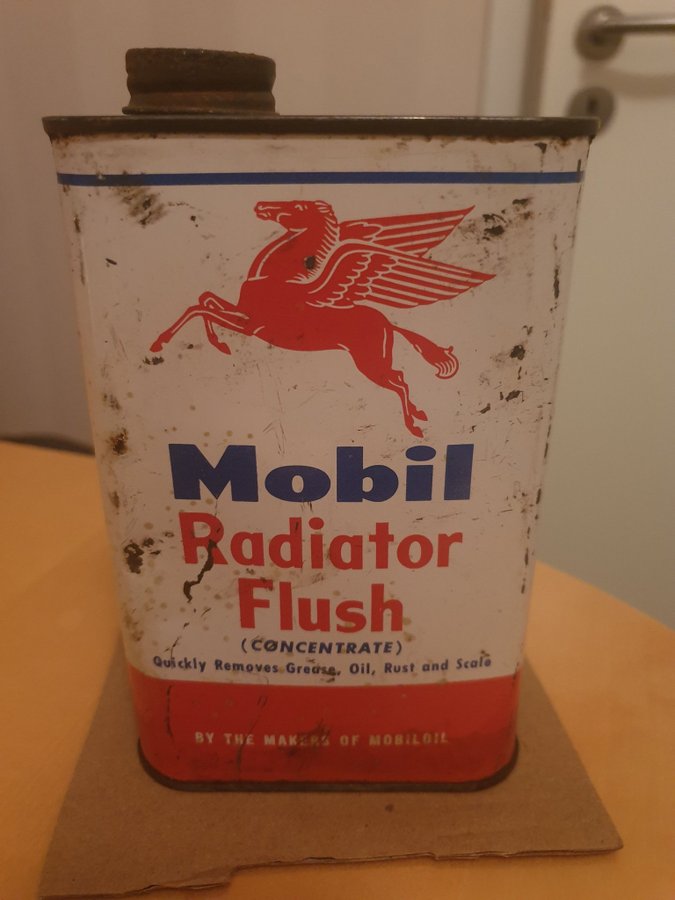 Mobil
Radiator
Flush
(CONCENTRATE)
Quickly Removes Grease, Oil, Rust and Scale
BY THE MAKERS OF MOBILOIL